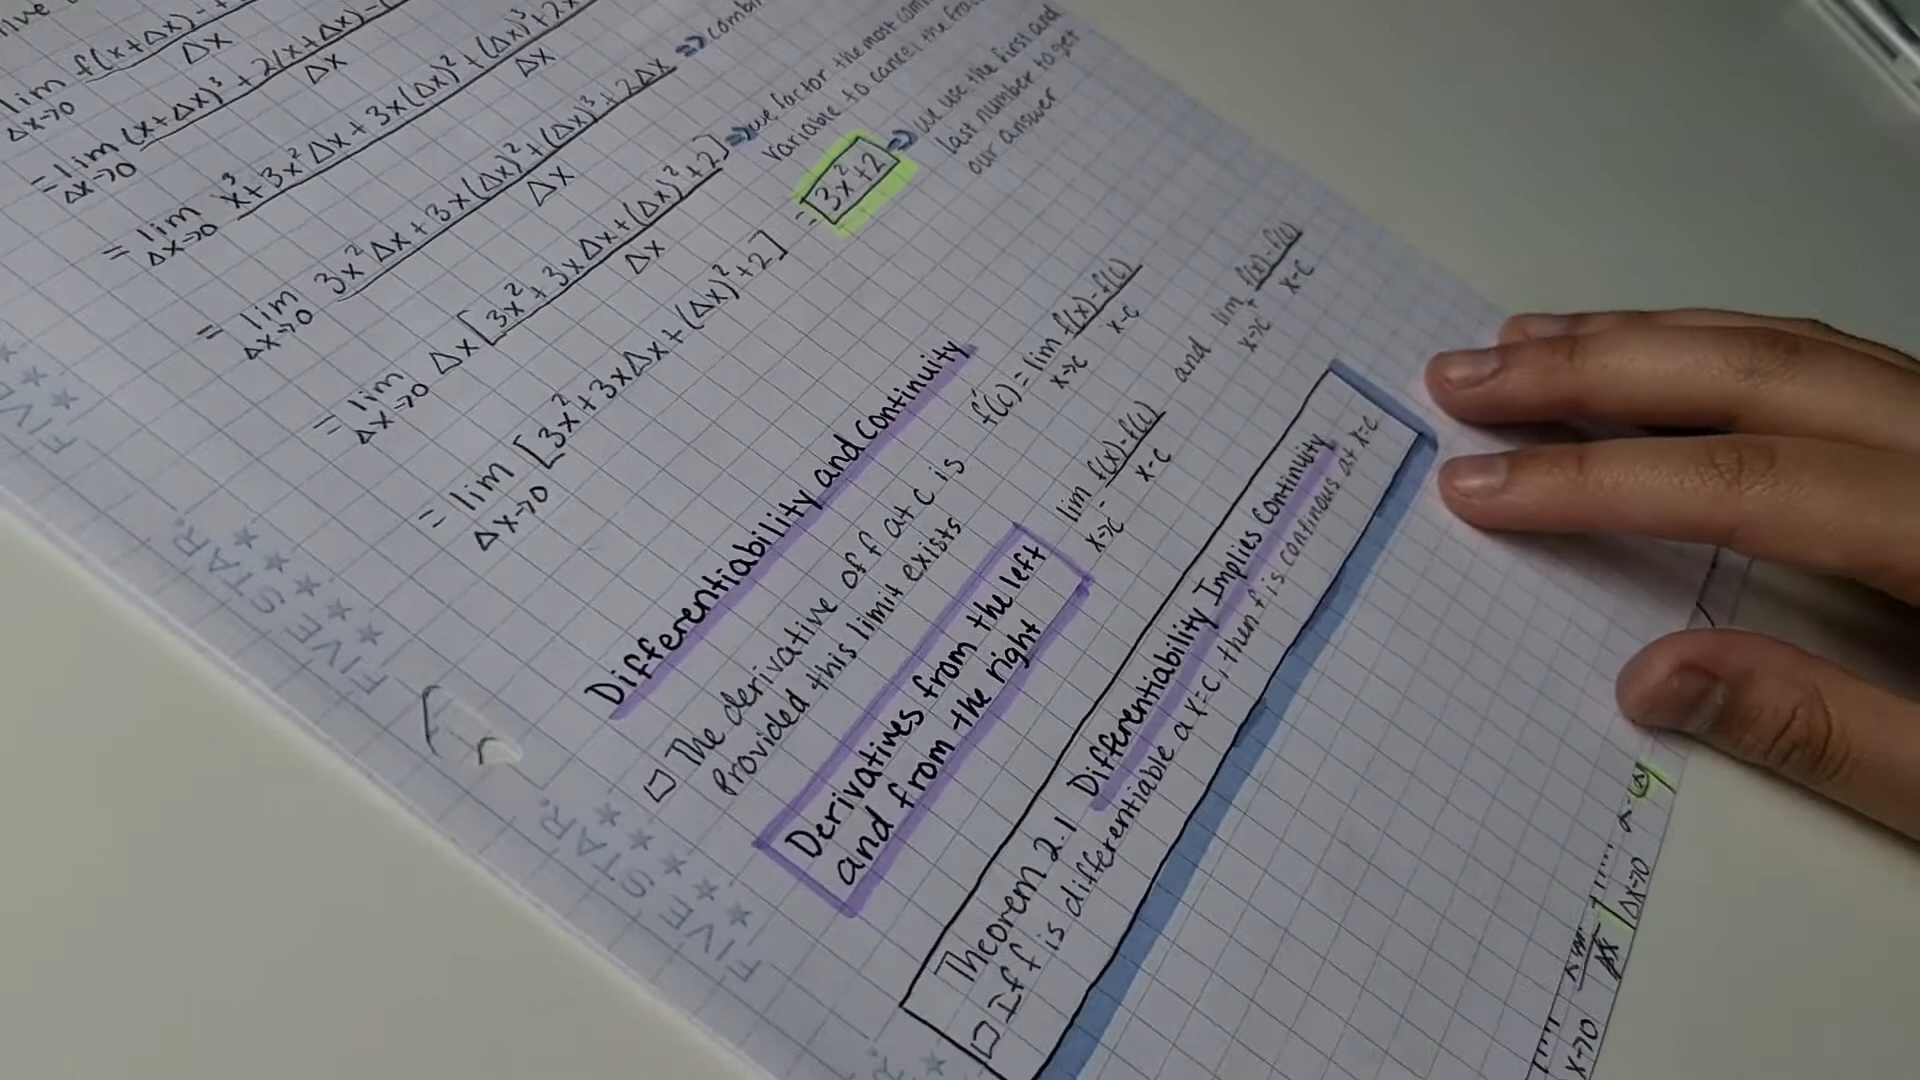 lim f(x+Δx)-
Δx→0 Δx
=lim (x+Δx)³+2(x+Δx)-(
Δx→0 Δx
= lim x³+3x²Δx+3x(Δx)²+(Δx)³+2x
Δx→0 Δx
= lim 3x²Δx+3x(Δx)²+(Δx)³+2Δx ⇒ combi
Δx→0 Δx
= lim Δx[3x²+3xΔx+(Δx)²+2] ⇒ we factor the most com
Δx→0 Δx variable to cancel the frac
= lim [3x²+3xΔx+(Δx)²+2] = 3x²+2 ⇒ We use the first and
Δx→0 last number to get
our answer
Differentiability and Continuity
□ The derivative of f at C is f'(c)=lim f(x)-f(c)
x→c x-c
Provided this limit exists
Derivatives from the left
and from the right
lim f(x)-f(c) and lim f(x)-f(c)
x→c⁻ x-c x→c⁺ x-c
Theorem 2.1 Differentiability Implies Continuity
□ If f is differentiable a x=c, then f is continuous at x=c
FIVE STAR.
FIVE STAR.
FIVE STAR.
Δx→0
x→0